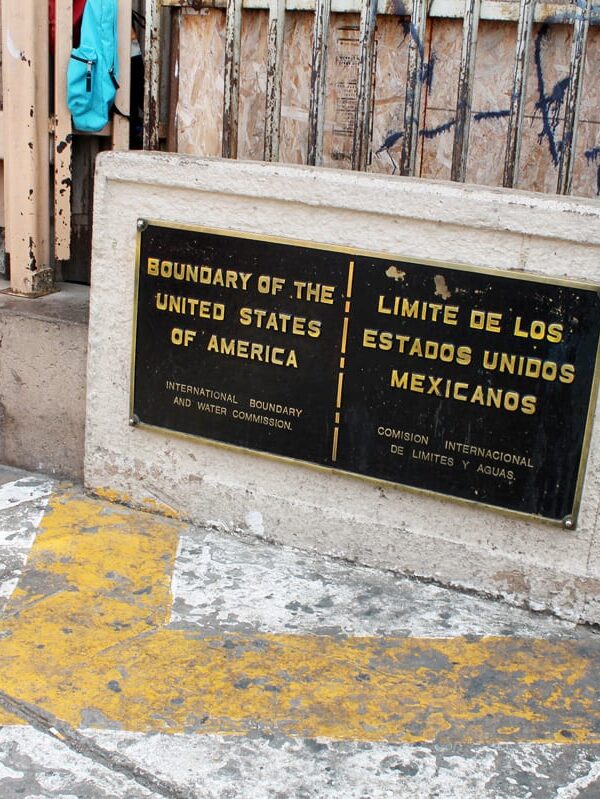 BOUNDARY OF THE
UNITED STATES
OF AMERICA
INTERNATIONAL BOUNDARY
AND WATER COMMISSION.
LIMITE DE LOS
ESTADOS UNIDOS
MEXICANOS
COMISION INTERNACIONAL
DE LIMITES Y AGUAS.